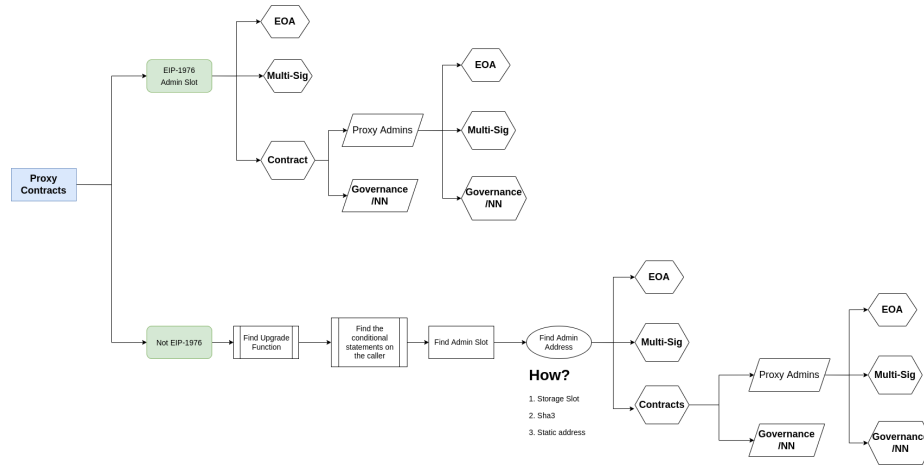 EOA
EIP-1976
Admin Slot
Multi-Sig
Contract
Proxy Admins
Governance
/NN
EOA
Multi-Sig
Governance
/NN
Proxy
Contracts
Not EIP-1976
Find Upgrade
Function
Find the
conditional
statements on
the caller
Find Admin Slot
Find Admin
Address
How?
1. Storage Slot
2. Sha3
3. Static address
EOA
Multi-Sig
Contracts
Proxy Admins
Governance
/NN
EOA
Multi-Sig
Governance
/NN